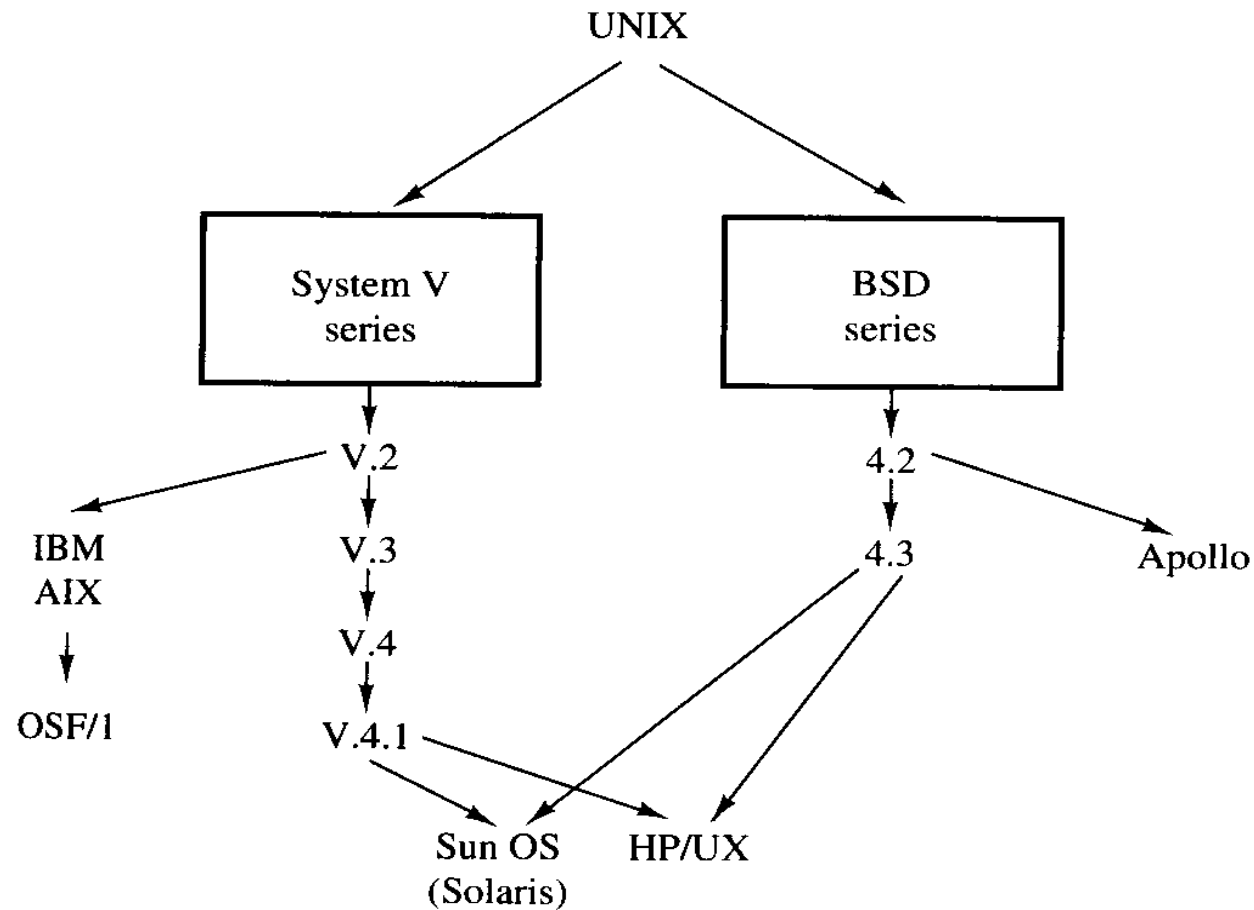 UNIX
System V
series
BSD
series
V.2
4.2
IBM
AIX
V.3
4.3
Apollo
V.4
OSF/1
V.4.1
Sun OS
(Solaris)
HP/UX